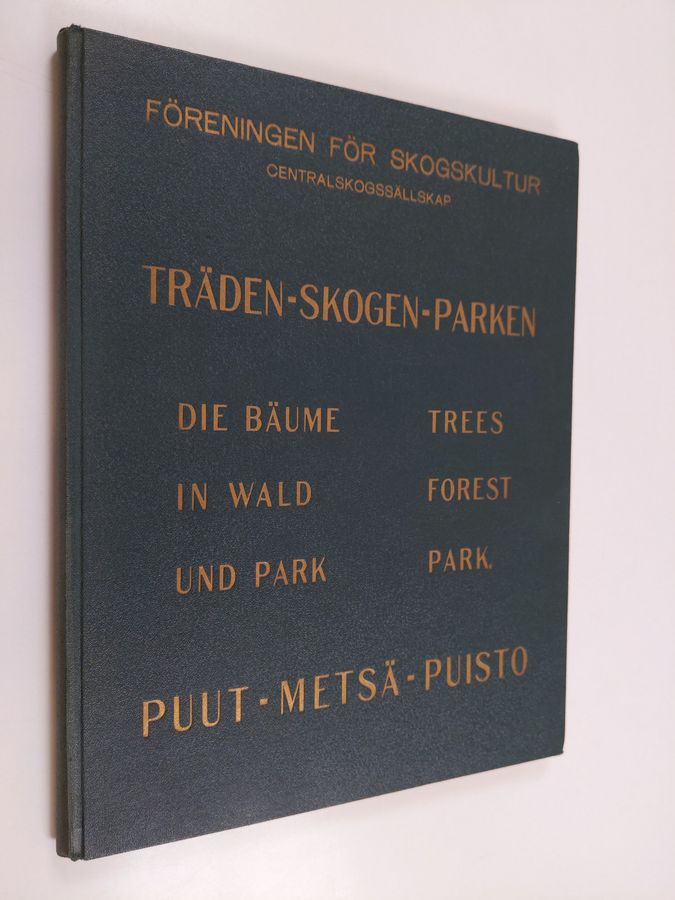 FÖRENINGEN FÖR SKOGSKULTUR
CENTRALSKOGSSÄLLSKAP
TRÄDEN-SKOGEN-PARKEN
DIE BÄUME
IN WALD
UND PARK
TREES
FOREST
PARK.
PUUT-METSÄ-PUISTO